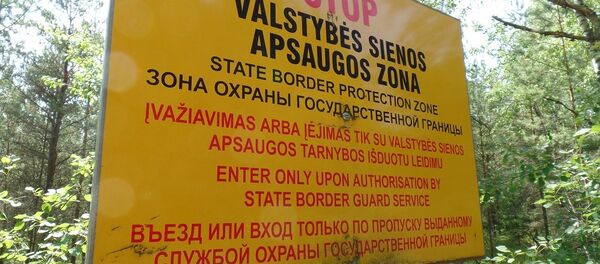 STOP
VALSTYBĖS SIENOS
APSAUGOS ZONA
STATE BORDER PROTECTION ZONE
ЗОНА ОХРАНЫ ГОСУДАРСТВЕННОЙ ГРАНИЦЫ
ĮVAŽIAVIMAS ARBA ĮĖJIMAS TIK SU VALSTYBĖS SIENOS
APSAUGOS TARNYBOS IŠDUOTU LEIDIMU
ENTER ONLY UPON AUTHORISATION BY
STATE BORDER GUARD SERVICE
ВЪЕЗД ИЛИ ВХОД ТОЛЬКО ПО ПРОПУСКУ ВЫДАННОМУ
СЛУЖБОЙ ОХРАНЫ ГОСУДАРСТВЕННОЙ ГРАНИЦЫ